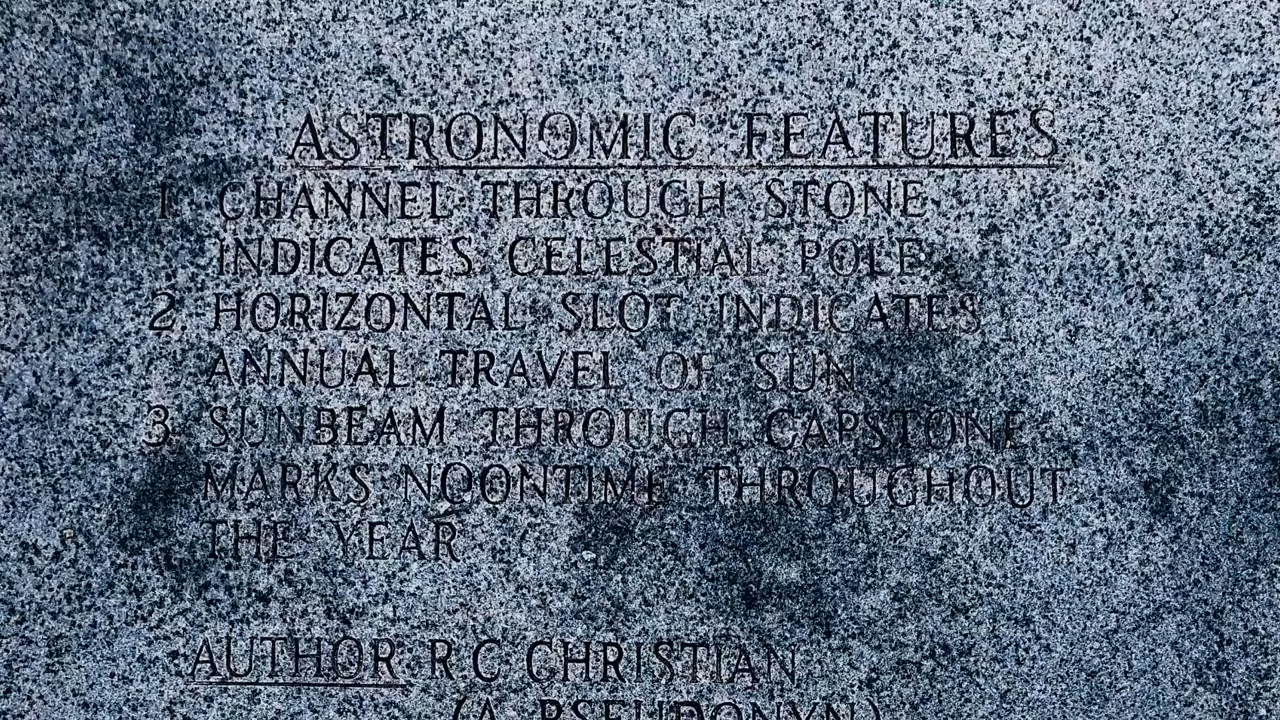 ASTRONOMIC FEATURES
1. CHANNEL THROUGH STONE
INDICATES CELESTIAL POLE
2. HORIZONTAL SLOT INDICATES
ANNUAL TRAVEL OF SUN
3. SUNBEAM THROUGH CAPSTONE
MARKS NOONTIME THROUGHOUT
THE YEAR
AUTHOR R C CHRISTIAN
(A PSEUDONYN)